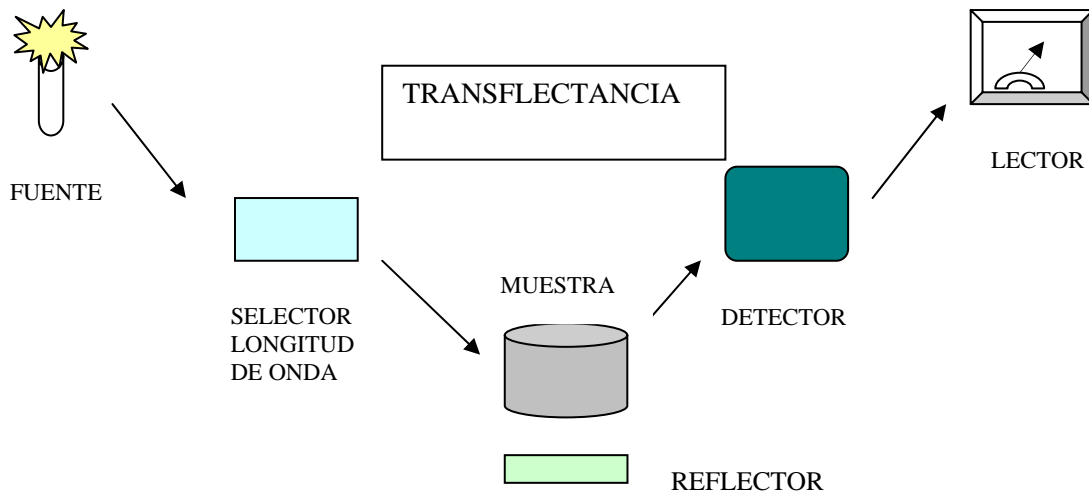 TRANSFLECTANCIA
LECTOR
FUENTE
MUESTRA
SELECTOR
LONGITUD
DE ONDA
DETECTOR
REFLECTOR